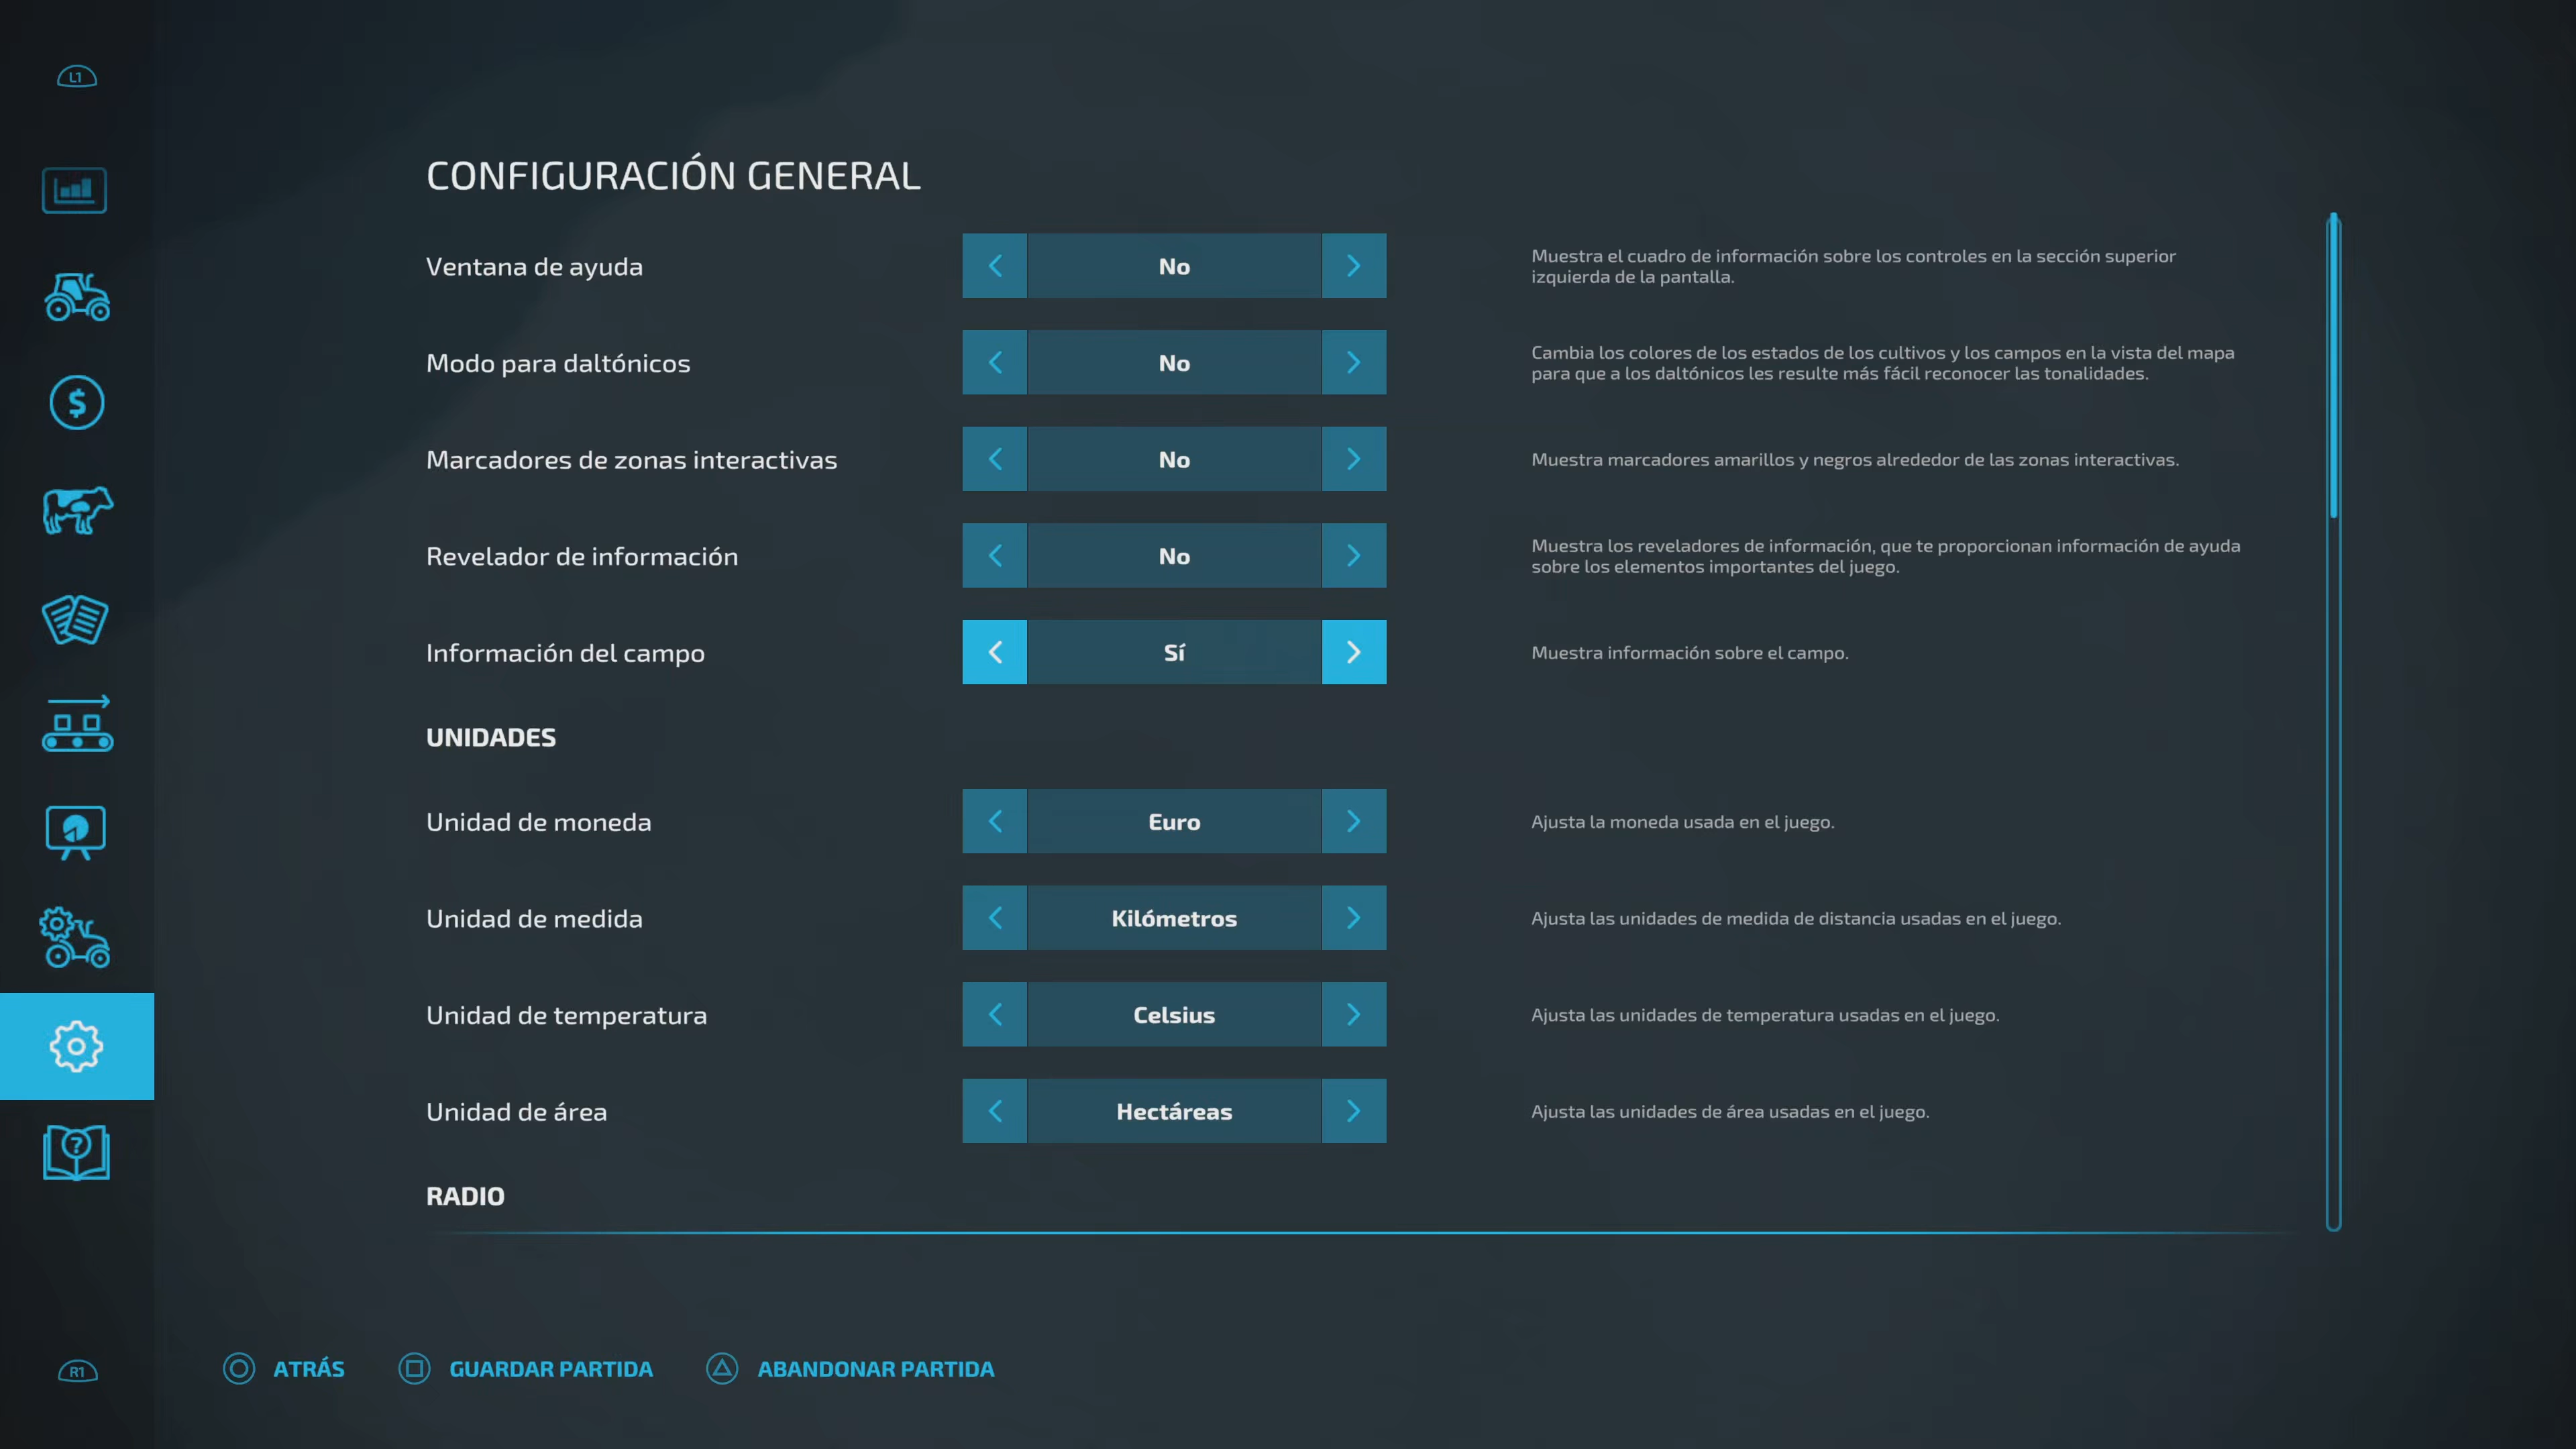 L1
CONFIGURACIÓN GENERAL
Ventana de ayuda
No
Muestra el cuadro de información sobre los controles en la sección superior
izquierda de la pantalla.
Modo para daltónicos
No
Cambia los colores de los estados de los cultivos y los campos en la vista del mapa
para que a los daltónicos les resulte más fácil reconocer las tonalidades.
Marcadores de zonas interactivas
No
Muestra marcadores amarillos y negros alrededor de las zonas interactivas.
Revelador de información
No
Muestra los reveladores de información, que te proporcionan información de ayuda
sobre los elementos importantes del juego.
Información del campo
Sí
Muestra información sobre el campo.
UNIDADES
Unidad de moneda
Euro
Ajusta la moneda usada en el juego.
Unidad de medida
Kilómetros
Ajusta las unidades de medida de distancia usadas en el juego.
Unidad de temperatura
Celsius
Ajusta las unidades de temperatura usadas en el juego.
Unidad de área
Hectáreas
Ajusta las unidades de área usadas en el juego.
RADIO
R1
ATRÁS
GUARDAR PARTIDA
ABANDONAR PARTIDA